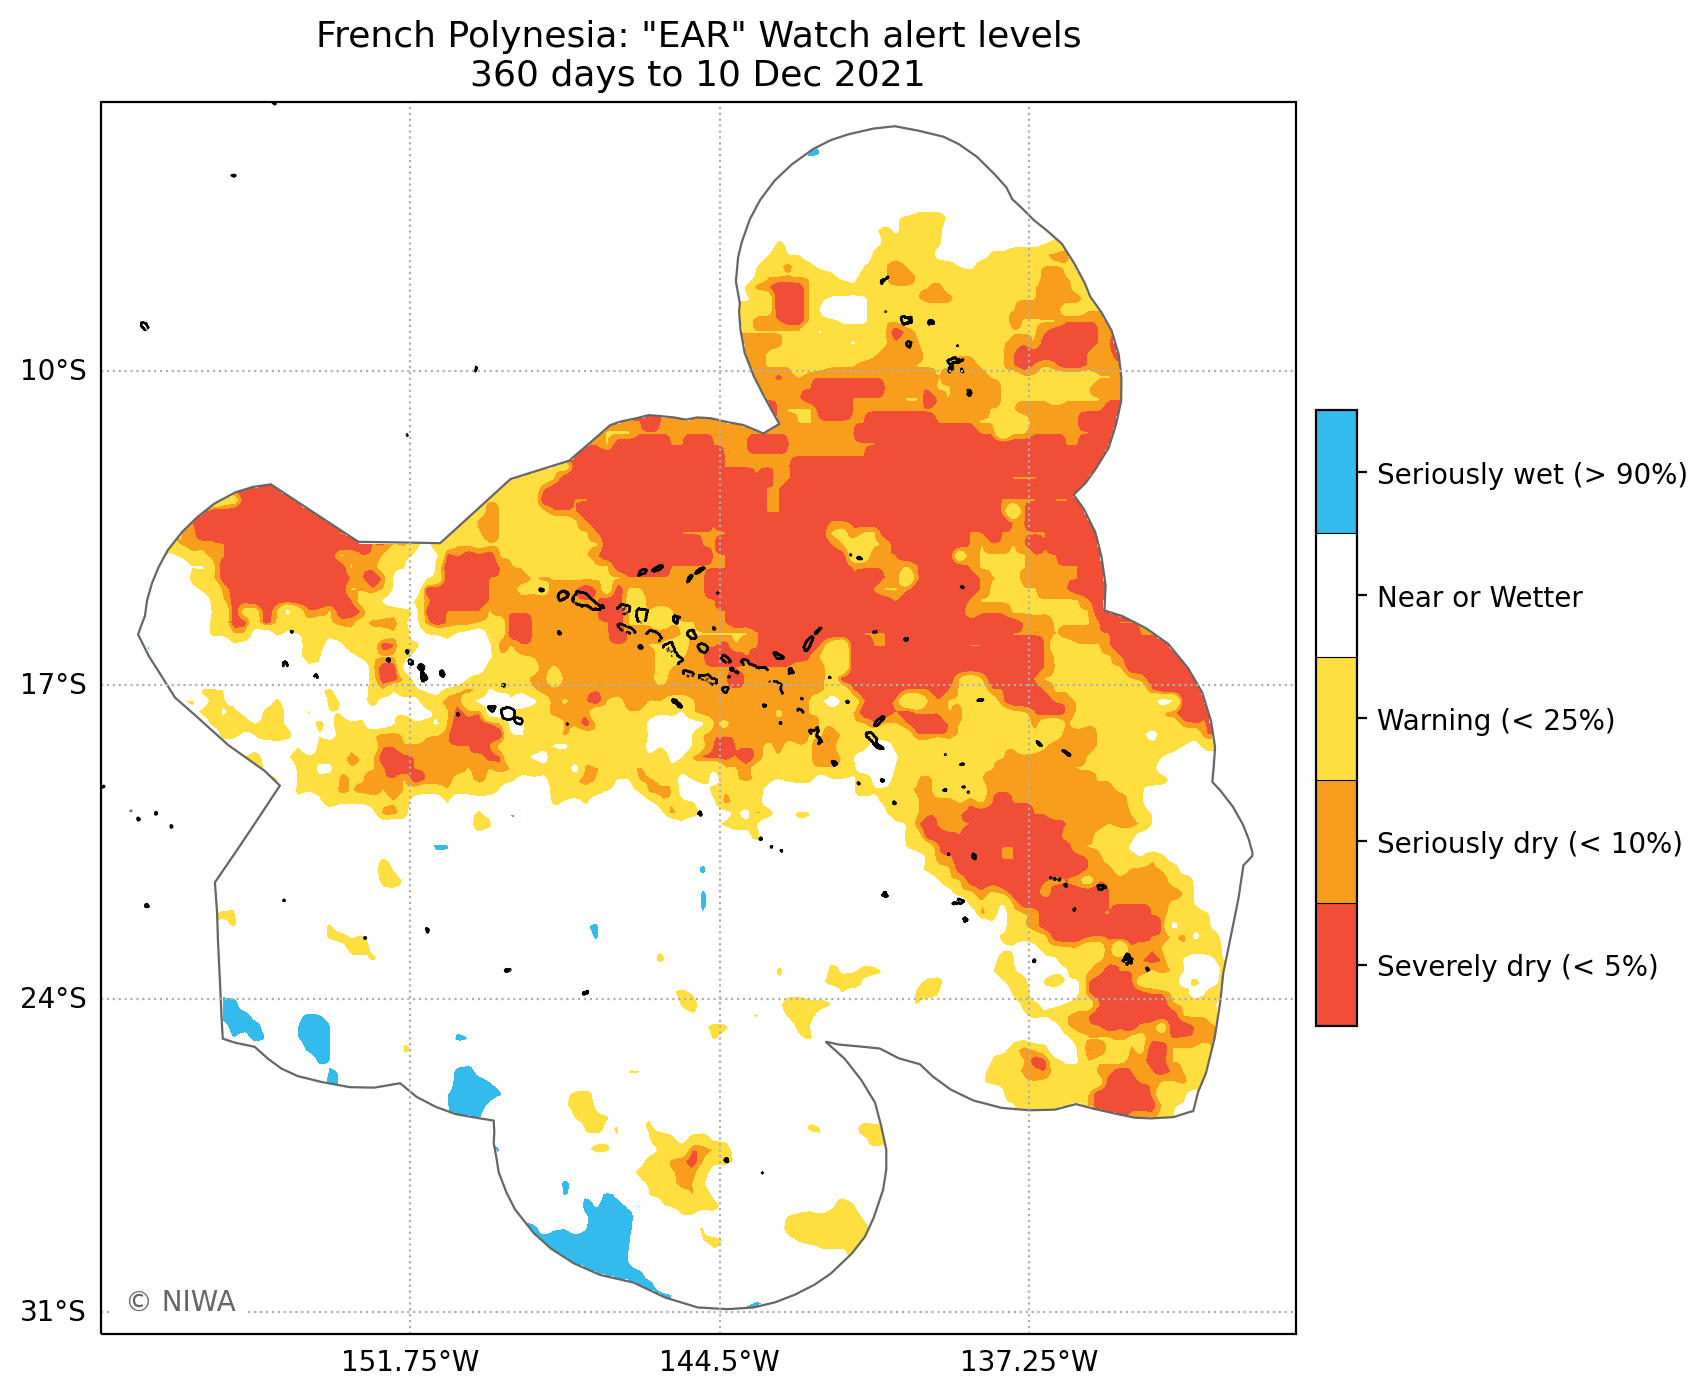 French Polynesia: "EAR" Watch alert levels
360 days to 10 Dec 2021
10°S
17°S
24°S
31°S
151.75°W
144.5°W
137.25°W
© NIWA
Seriously wet (> 90%)
Near or Wetter
Warning (< 25%)
Seriously dry (< 10%)
Severely dry (< 5%)